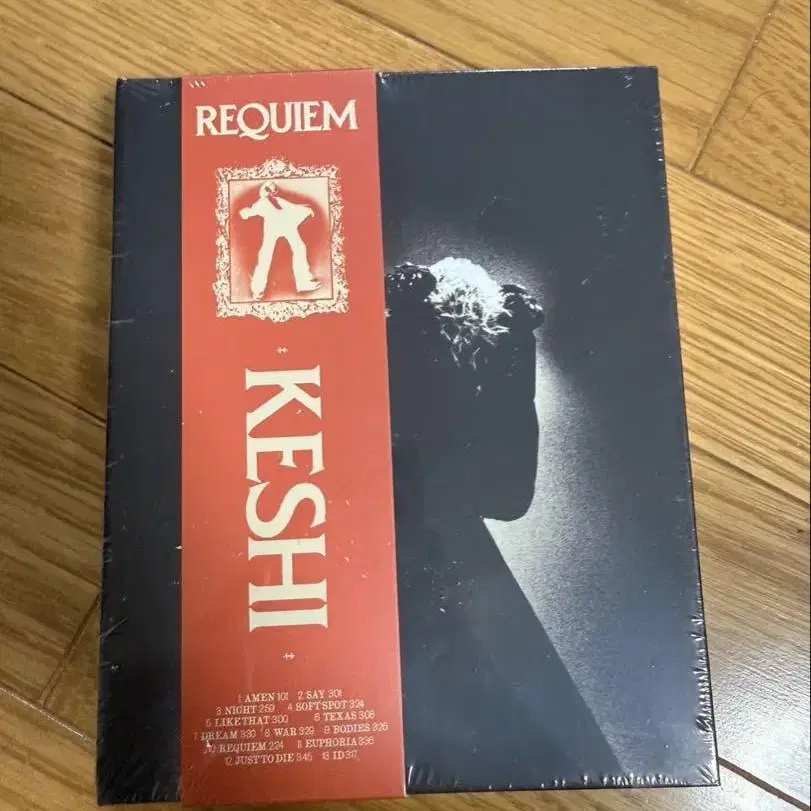 REQUIEM
KESHI
1 AMEN 1:01 2 SAY 3:01
3 NIGHT 2:59 4 SOFT SPOT 3:24
5 LIKE THAT 3:00 6 TEXAS 3:08
7 DREAM 3:30 8 WAR 3:29 9 BODIES 3:26
10 REQUIEM 2:24 11 EUPHORIA 3:36
12 JUST TO DIE 3:45 13 ID 3:17